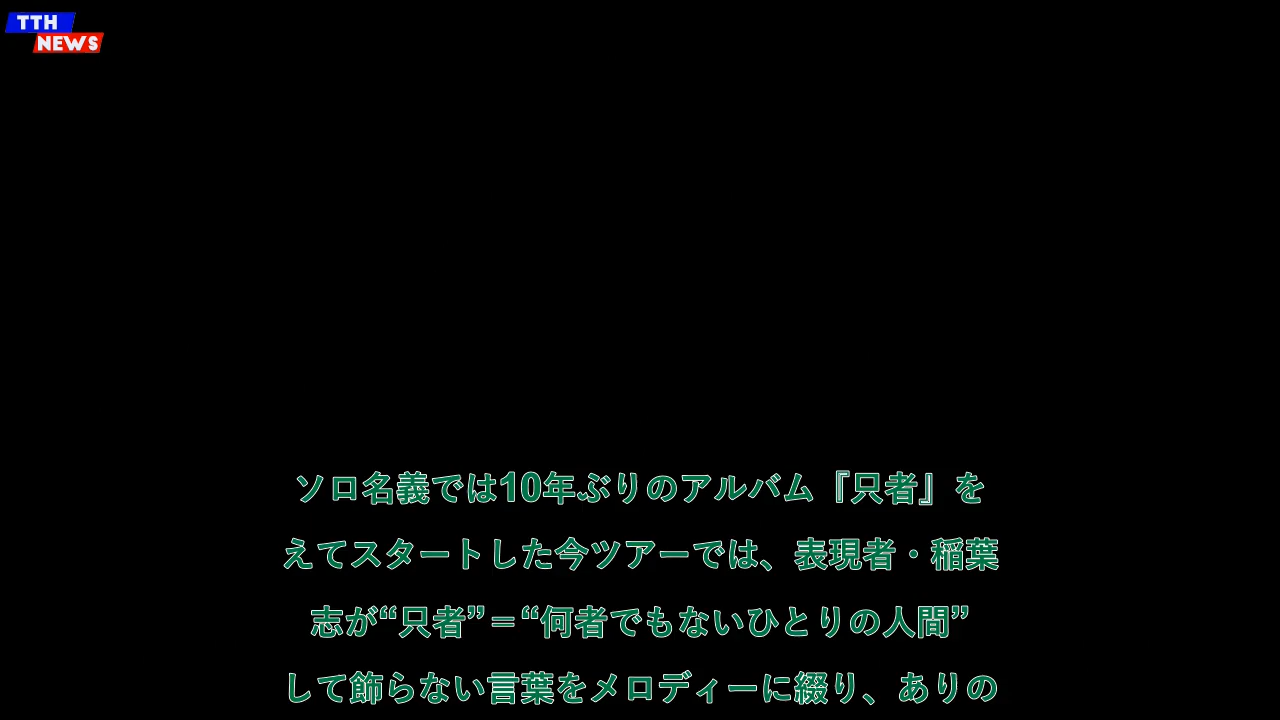 TTH
NEWS
ソロ名義では10年ぶりのアルバム『只者』を
えてスタートした今ツアーでは、表現者・稲葉
志が“只者”＝“何者でもないひとりの人間”
して飾らない言葉をメロディーに綴り、ありの